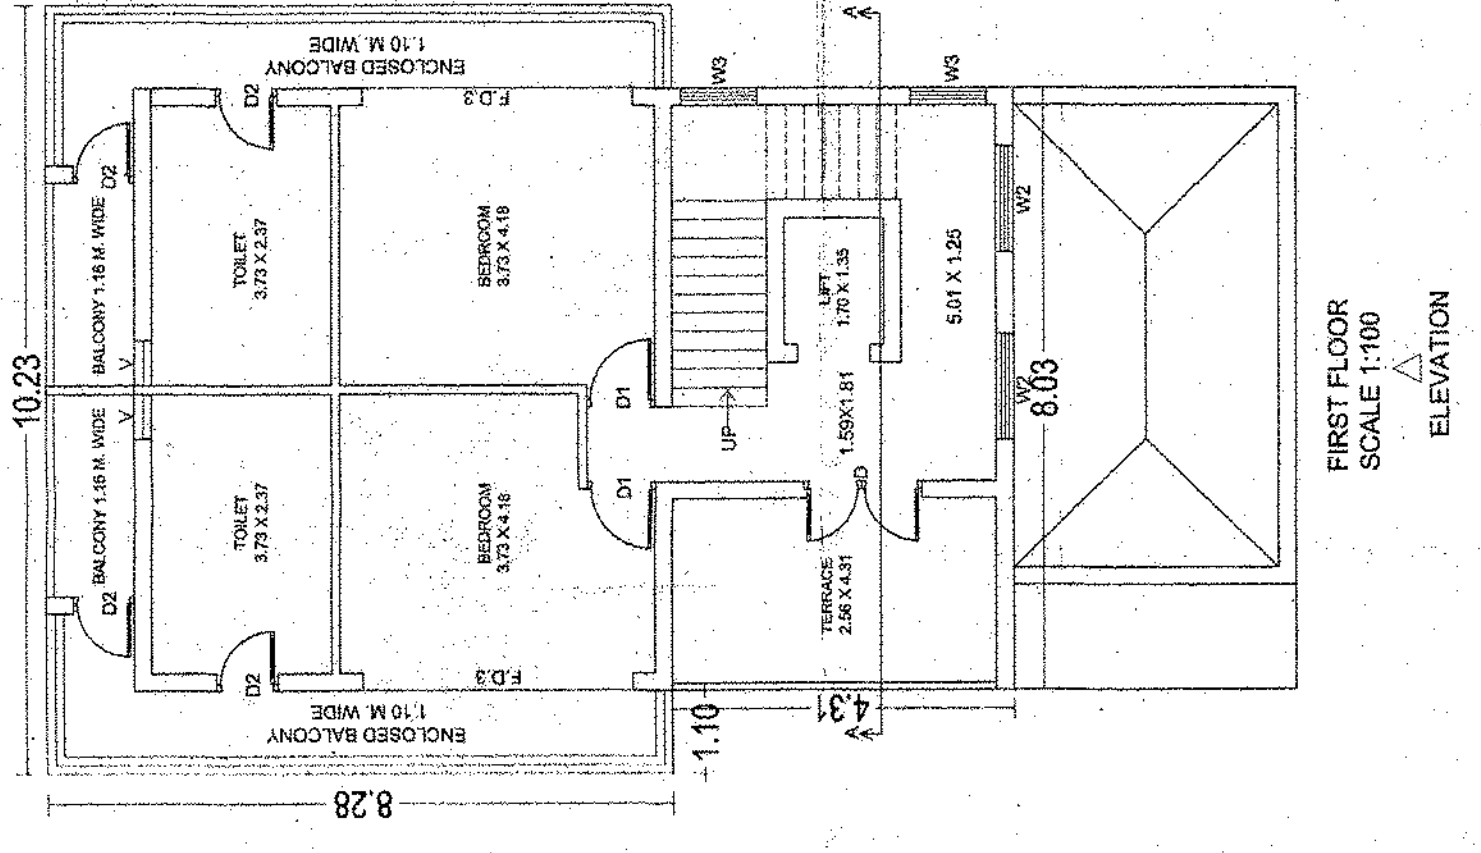 10.23
ENCLOSED BALCONY
1.10 M. WIDE
BALCONY 1.16 M. WIDE
BALCONY 1.16 M. WIDE
D2
D2
D2
D2
V
V
TOILET
3.73 X 2.37
TOILET
3.73 X 2.37
BEDROOM
3.73 X 4.18
BEDROOM
3.73 X 4.18
F.D.3
F.D.3
D1
D1
ENCLOSED BALCONY
1.10 M. WIDE
8.28
1.10
4.31
A
A
W3
W3
UP
LIFT
1.70 X 1.35
1.59X1.81
5.01 X 1.25
D
TERRACE
2.56 X 4.31
W2
W2
8.03
FIRST FLOOR
SCALE 1:100
ELEVATION